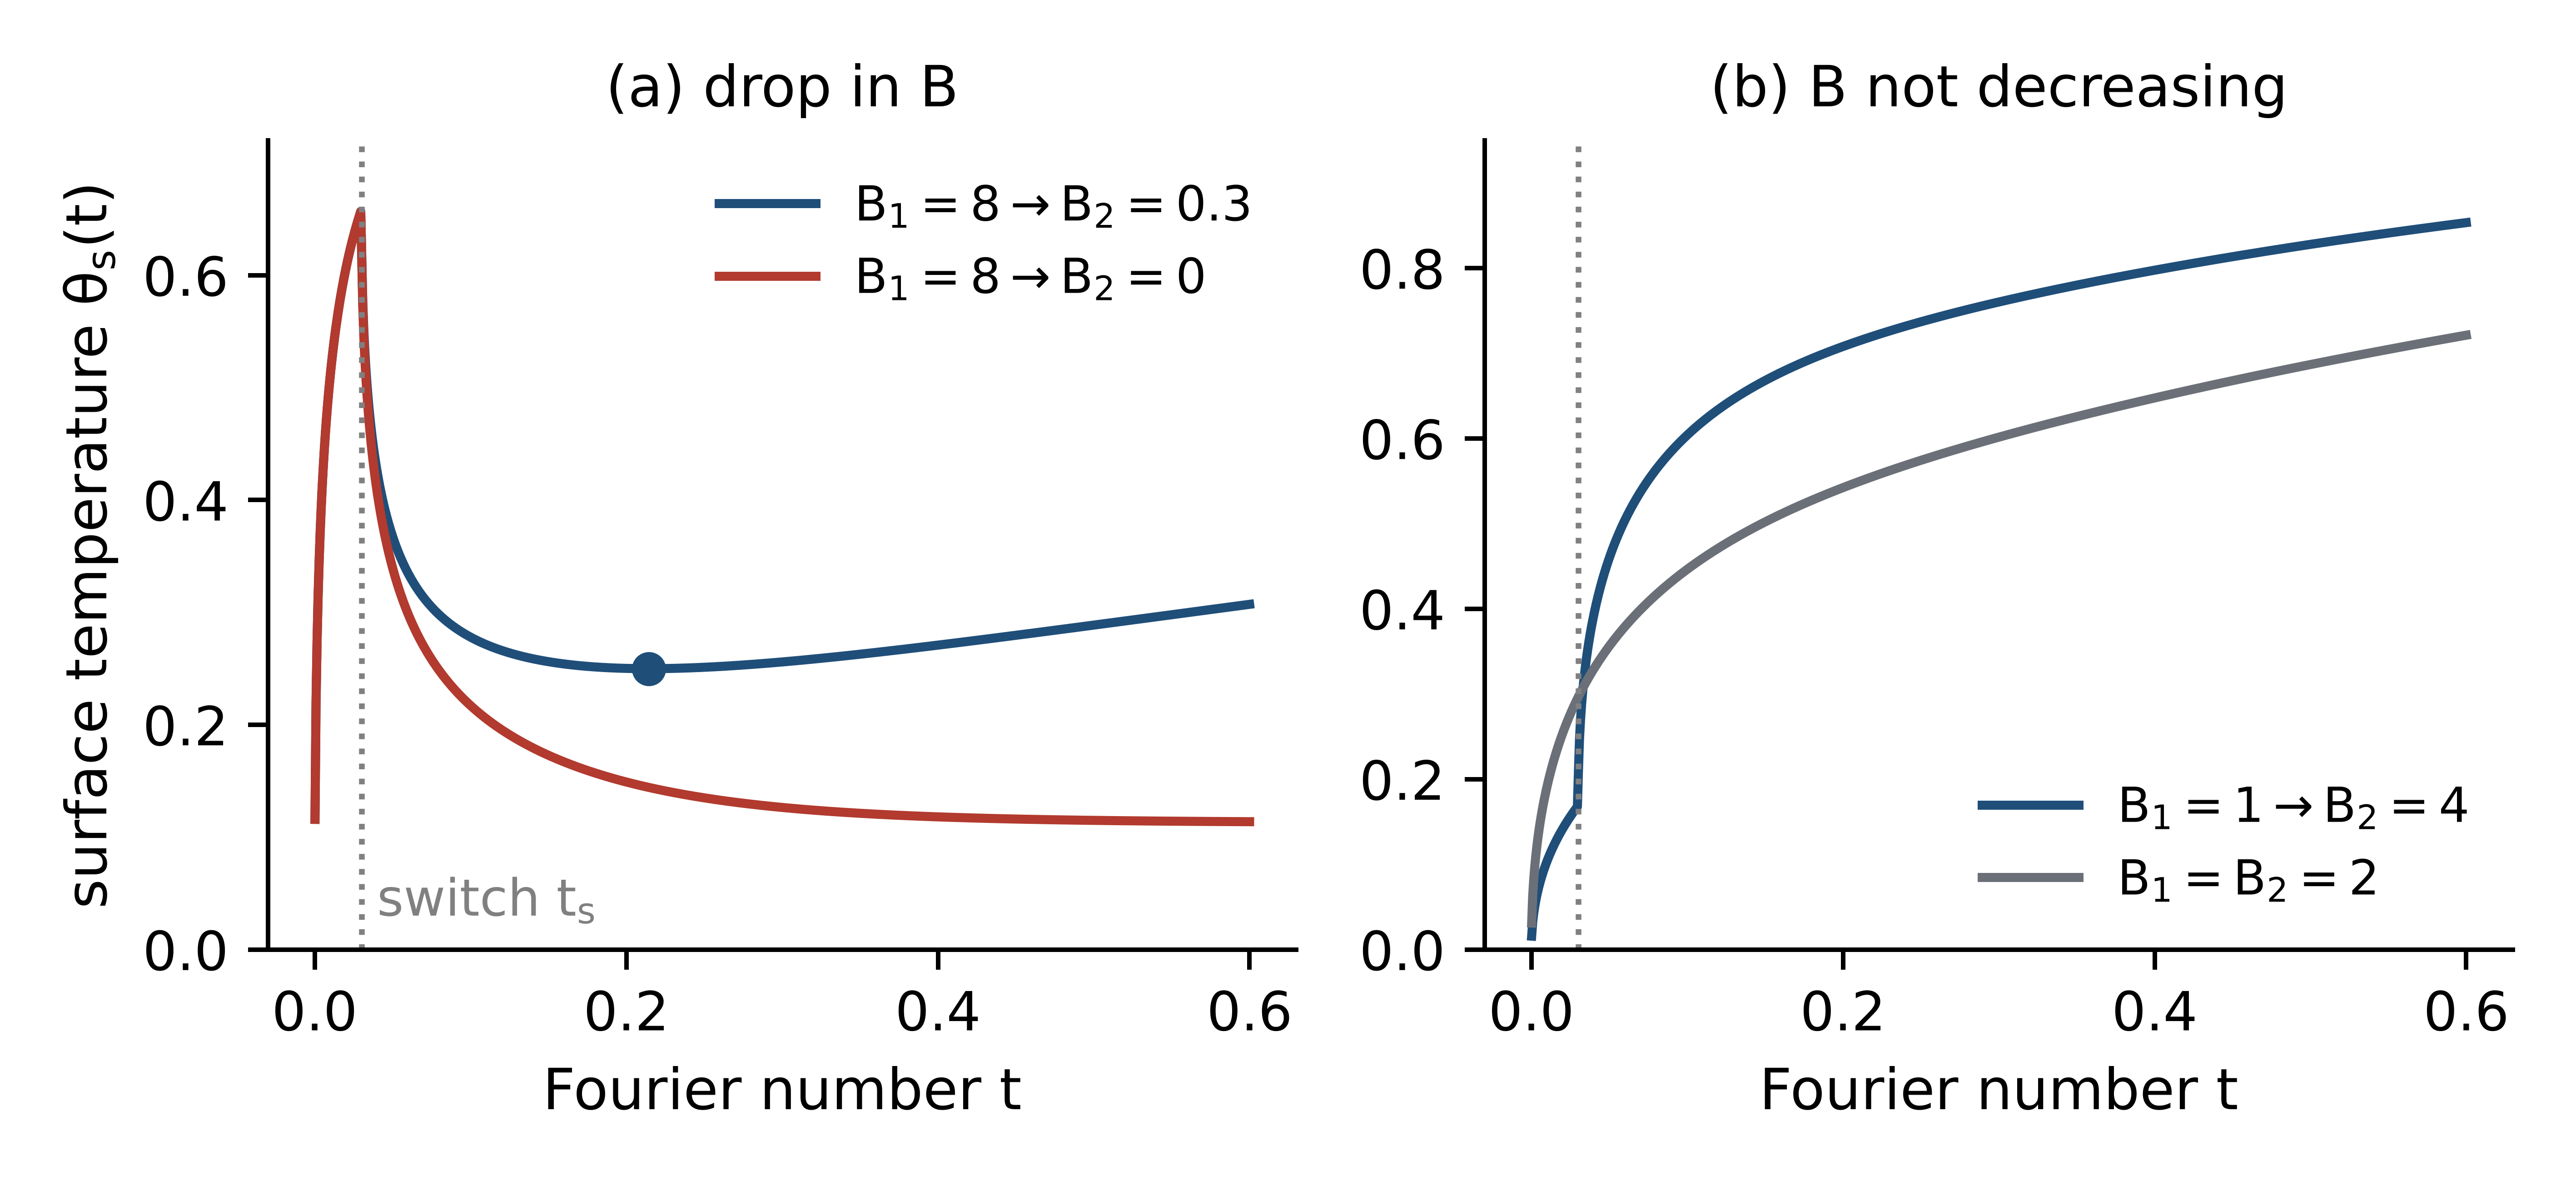 (a) drop in B
surface temperature θₛ(t)
0.6
0.4
0.2
0.0
B₁ = 8 → B₂ = 0.3
B₁ = 8 → B₂ = 0
switch tₛ
0.0 0.2 0.4 0.6
Fourier number t
(b) B not decreasing
0.8
0.6
0.4
0.2
0.0
B₁ = 1 → B₂ = 4
B₁ = B₂ = 2
0.0 0.2 0.4 0.6
Fourier number t